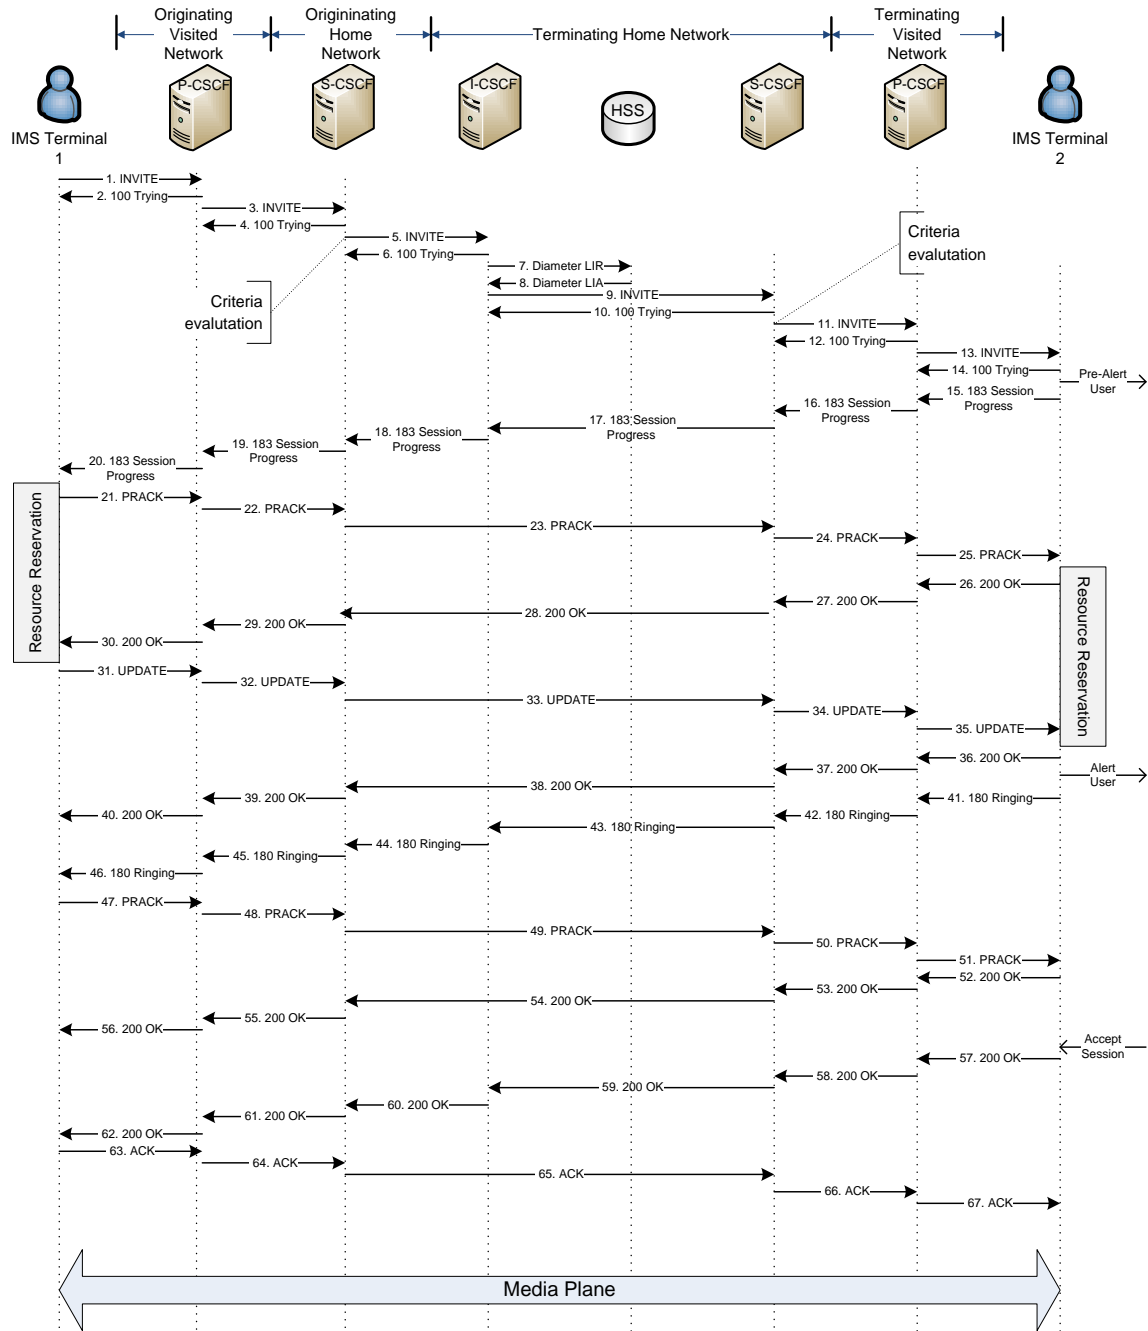 Originating
Visited
Network
Origininating
Home
Network
Terminating Home Network
Terminating
Visited
Network
P-CSCF
S-CSCF
I-CSCF
HSS
S-CSCF
P-CSCF
IMS Terminal
1
IMS Terminal
2
1. INVITE
2. 100 Trying
3. INVITE
4. 100 Trying
Criteria
evalutation
5. INVITE
6. 100 Trying
7. Diameter LIR
8. Diameter LIA
Criteria
evalutation
9. INVITE
10. 100 Trying
11. INVITE
12. 100 Trying
13. INVITE
14. 100 Trying
Pre-Alert
User
15. 183 Session
Progress
16. 183 Session
Progress
17. 183 Session
Progress
18. 183 Session
Progress
19. 183 Session
Progress
20. 183 Session
Progress
Resource Reservation
21. PRACK
22. PRACK
23. PRACK
24. PRACK
25. PRACK
Resource Reservation
26. 200 OK
27. 200 OK
28. 200 OK
29. 200 OK
30. 200 OK
31. UPDATE
32. UPDATE
33. UPDATE
34. UPDATE
35. UPDATE
36. 200 OK
37. 200 OK
Alert
User
38. 200 OK
39. 200 OK
40. 200 OK
41. 180 Ringing
42. 180 Ringing
43. 180 Ringing
44. 180 Ringing
45. 180 Ringing
46. 180 Ringing
47. PRACK
48. PRACK
49. PRACK
50. PRACK
51. PRACK
52. 200 OK
53. 200 OK
54. 200 OK
55. 200 OK
56. 200 OK
Accept
Session
57. 200 OK
58. 200 OK
59. 200 OK
60. 200 OK
61. 200 OK
62. 200 OK
63. ACK
64. ACK
65. ACK
66. ACK
67. ACK
Media Plane